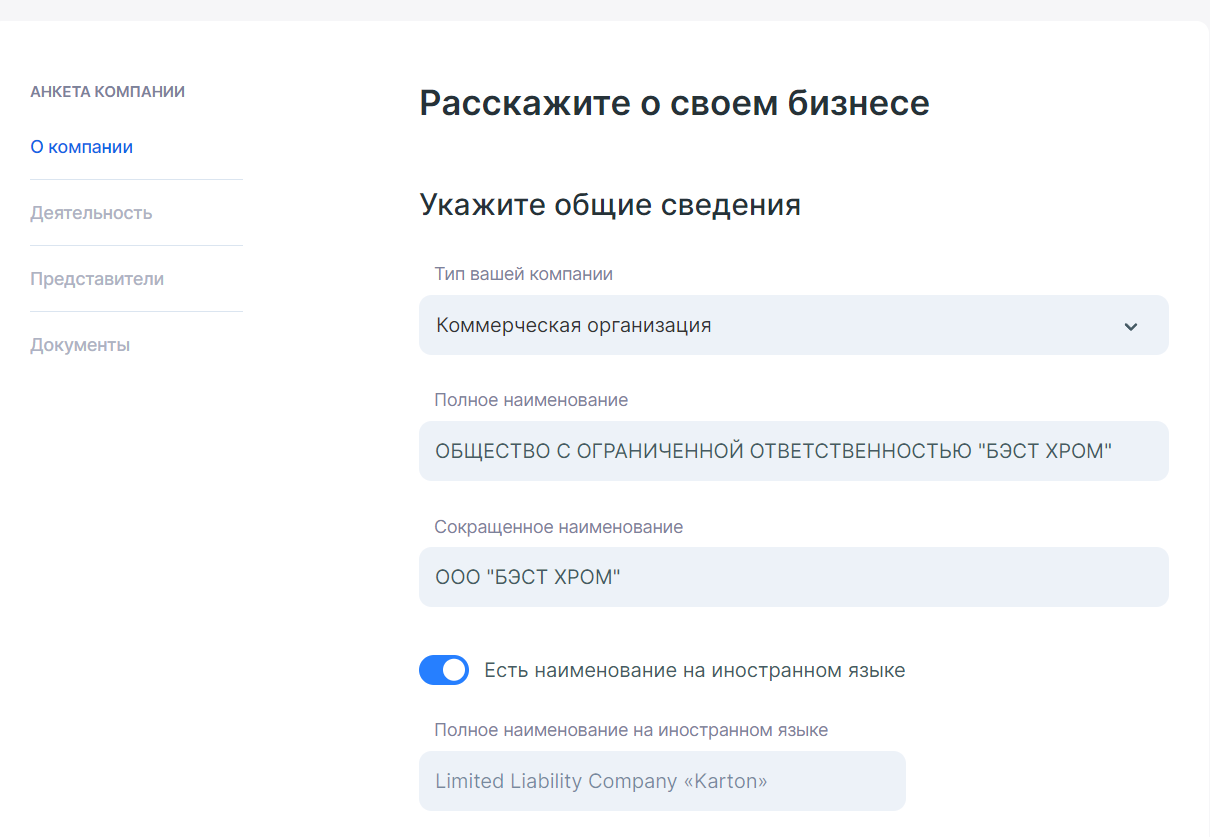 АНКЕТА КОМПАНИИ
О компании
Деятельность
Представители
Документы
Расскажите о своем бизнесе
Укажите общие сведения
Тип вашей компании
Коммерческая организация
Полное наименование
ОБЩЕСТВО С ОГРАНИЧЕННОЙ ОТВЕТСТВЕННОСТЬЮ "БЭСТ ХРОМ"
Сокращенное наименование
ООО "БЭСТ ХРОМ"
Есть наименование на иностранном языке
Полное наименование на иностранном языке
Limited Liability Company «Karton»